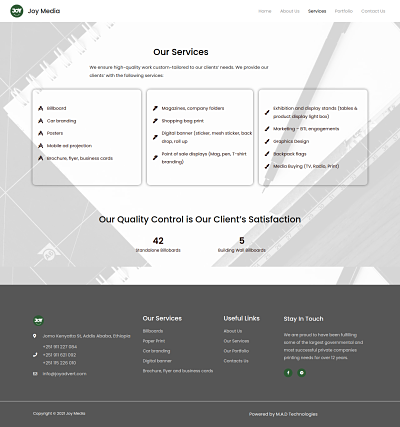 JOY Joy Media
Home About Us Services Portfolio Contact Us
Our Services
We ensure high-quality work custom-tailored to our clients' needs. We provide our
clients' with the following services:
Billboard
Car branding
Posters
Mobile ad projection
Brochure, flyer, business cards
Magazines, company folders
Shopping bag print
Digital banner (sticker, mesh sticker, back
drop, roll up
Point of sale displays (Mag, pen, T-shirt
branding)
Exhibition and display stands (tables &
product display light box)
Marketing – BTL engagements
Graphics Design
Backpack flags
Media Buying (TV, Radio, Print)
Our Quality Control is Our Client's Satisfaction
42
Standalone Billboards
5
Building Wall Billboards
JOY
Jomo Kenyatta St, Addis Ababa, Ethiopia
+251 911 227 084
+251 911 621 092
+251 115 226 010
info@joyadvert.com
Our Services
Billboards
Paper Print
Car branding
Digital banner
Brochure, flyer and business cards
Useful Links
About Us
Our Services
Our Portfolio
Contacts Us
Stay In Touch
We are proud to have been fulfilling
some of the largest governmental and
most successful private companies
printing needs for over 12 years.
Copyright © 2021 Joy Media
Powered by M.A.D Technologies